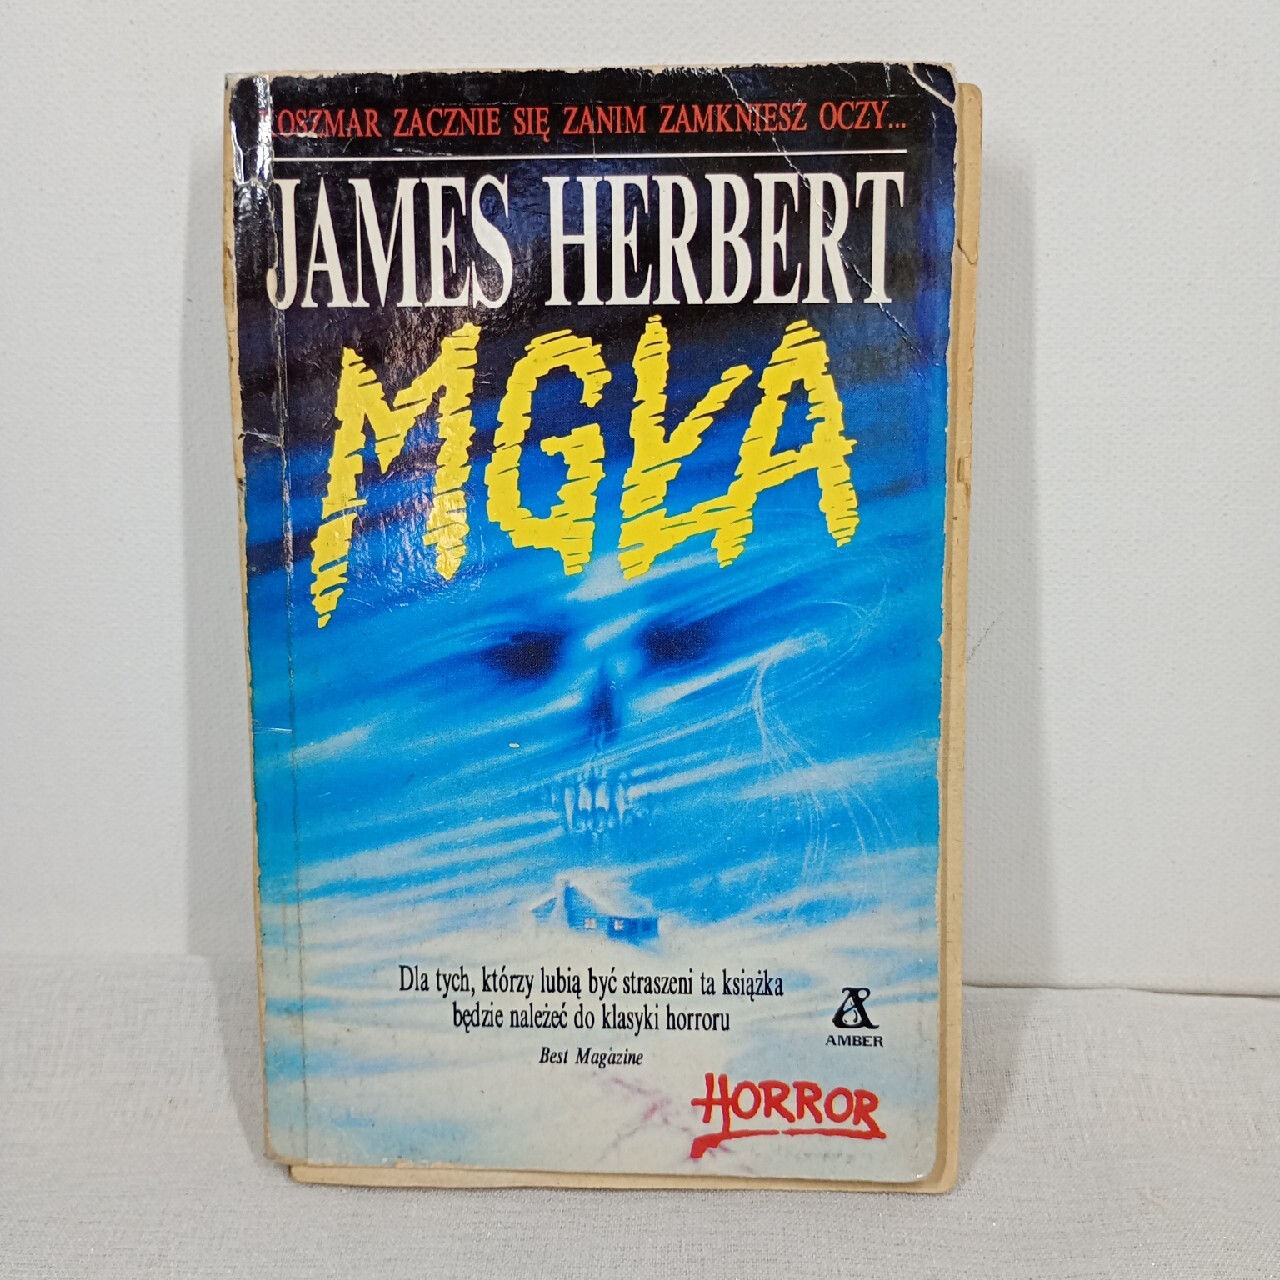 KOSZMAR ZACZNIE SIĘ ZANIM ZAMKNIESZ OCZY...
JAMES HERBERT
MGŁA
Dla tych, którzy lubią być straszeni ta książka
będzie należeć do klasyki horroru
Best Magazine
AMBER
HORROR